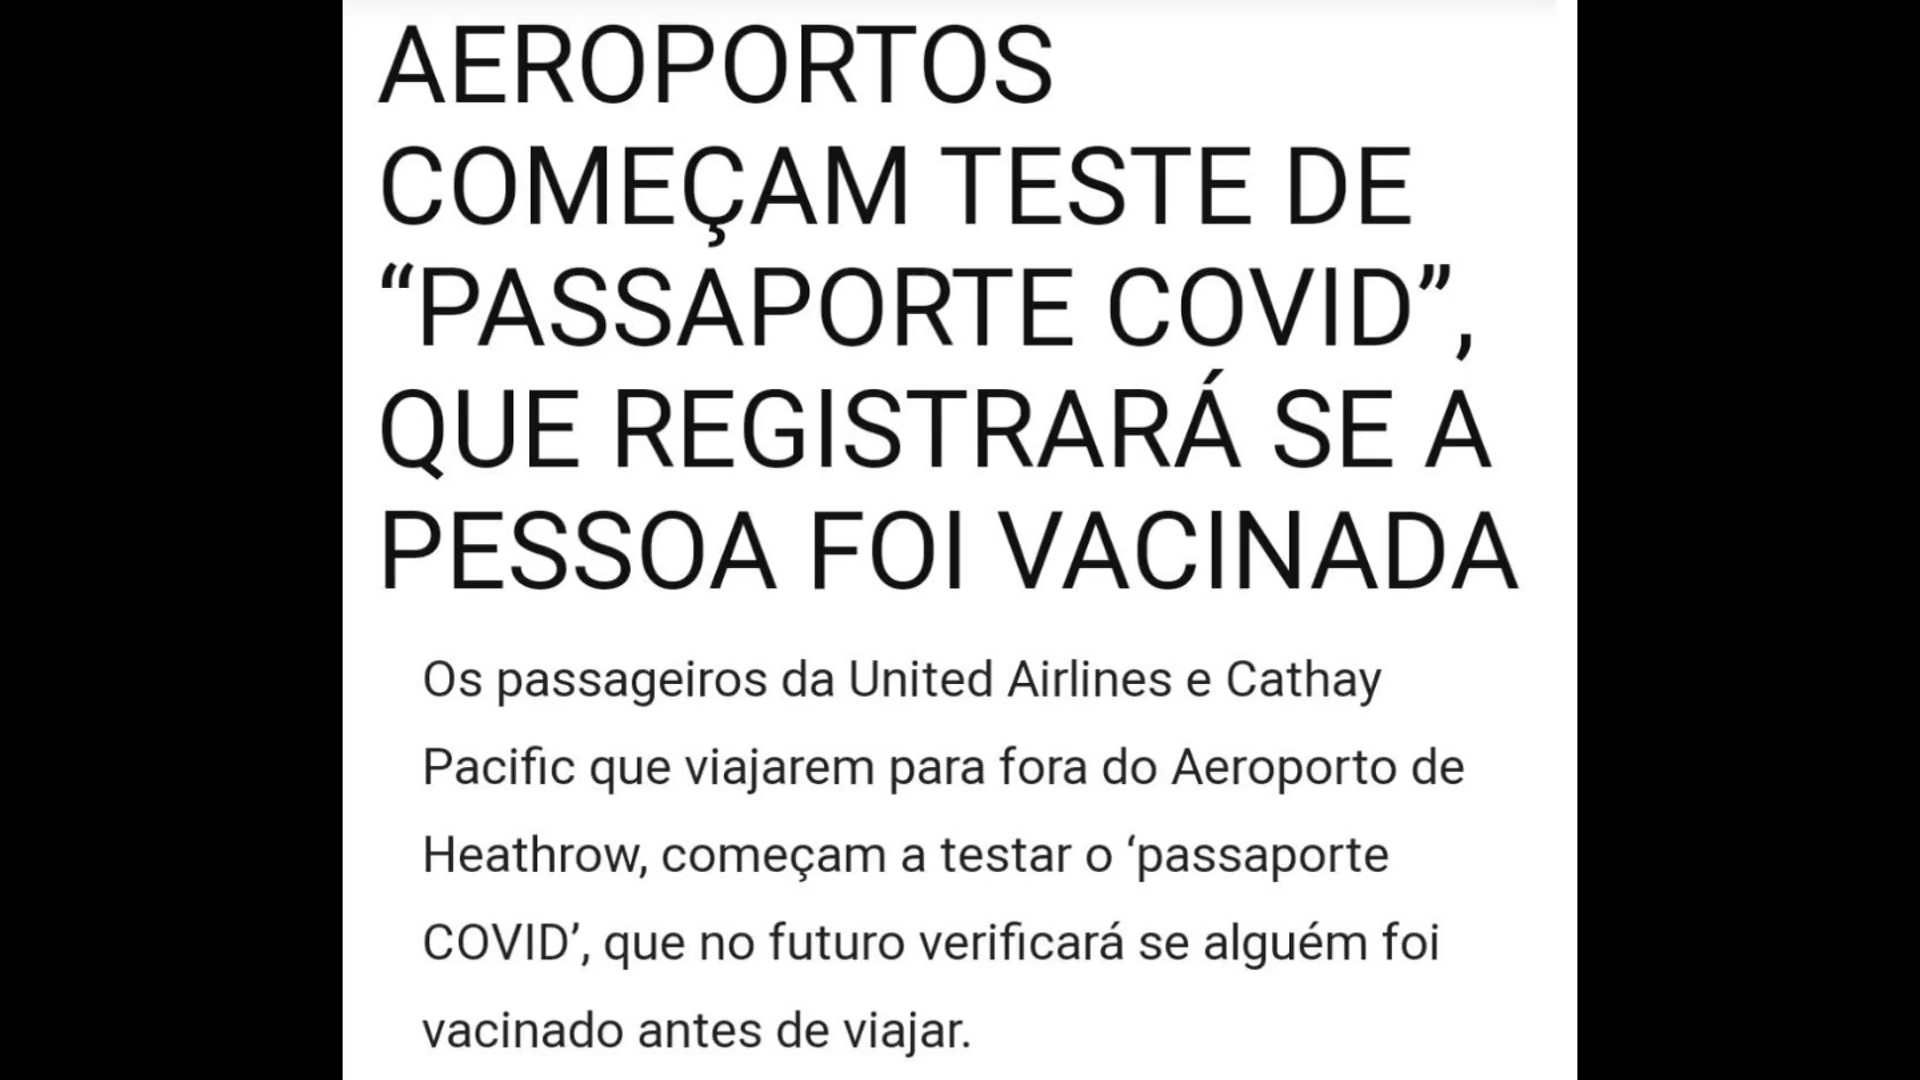 AEROPORTOS
COMEÇAM TESTE DE
“PASSAPORTE COVID”,
QUE REGISTRARÁ SE A
PESSOA FOI VACINADA
Os passageiros da United Airlines e Cathay
Pacific que viajarem para fora do Aeroporto de
Heathrow, começam a testar o ‘passaporte
COVID’, que no futuro verificará se alguém foi
vacinado antes de viajar.